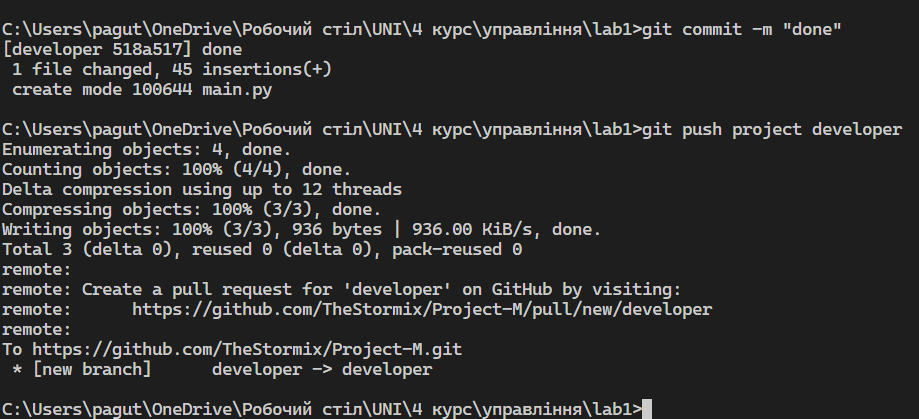 C:\Users\pagut\OneDrive\Робочий стіл\UNI\4 курс\управління\lab1>git commit -m "done"
[developer 518a517] done
 1 file changed, 45 insertions(+)
 create mode 100644 main.py
C:\Users\pagut\OneDrive\Робочий стіл\UNI\4 курс\управління\lab1>git push project developer
Enumerating objects: 4, done.
Counting objects: 100% (4/4), done.
Delta compression using up to 12 threads
Compressing objects: 100% (3/3), done.
Writing objects: 100% (3/3), 936 bytes | 936.00 KiB/s, done.
Total 3 (delta 0), reused 0 (delta 0), pack-reused 0
remote:
remote: Create a pull request for 'developer' on GitHub by visiting:
remote:      https://github.com/TheStormix/Project-M/pull/new/developer
remote:
To https://github.com/TheStormix/Project-M.git
 * [new branch]      developer -> developer
C:\Users\pagut\OneDrive\Робочий стіл\UNI\4 курс\управління\lab1>